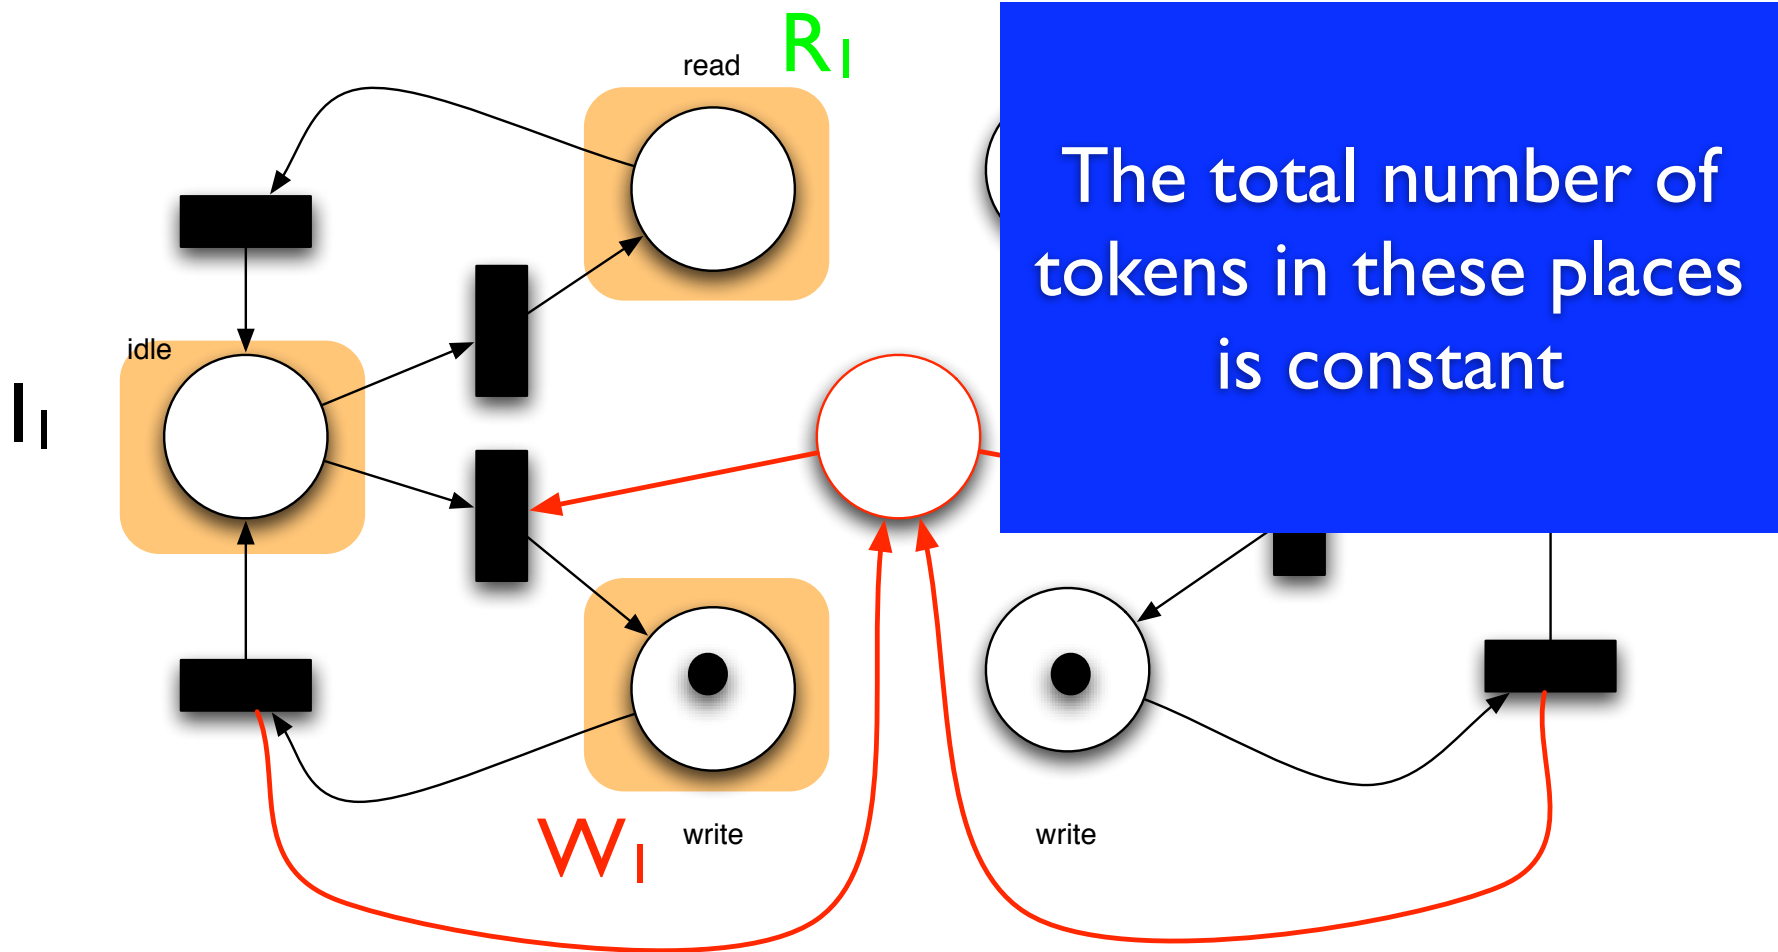 read
R1
The total number of
tokens in these places
is constant
idle
I1
W1
write
write